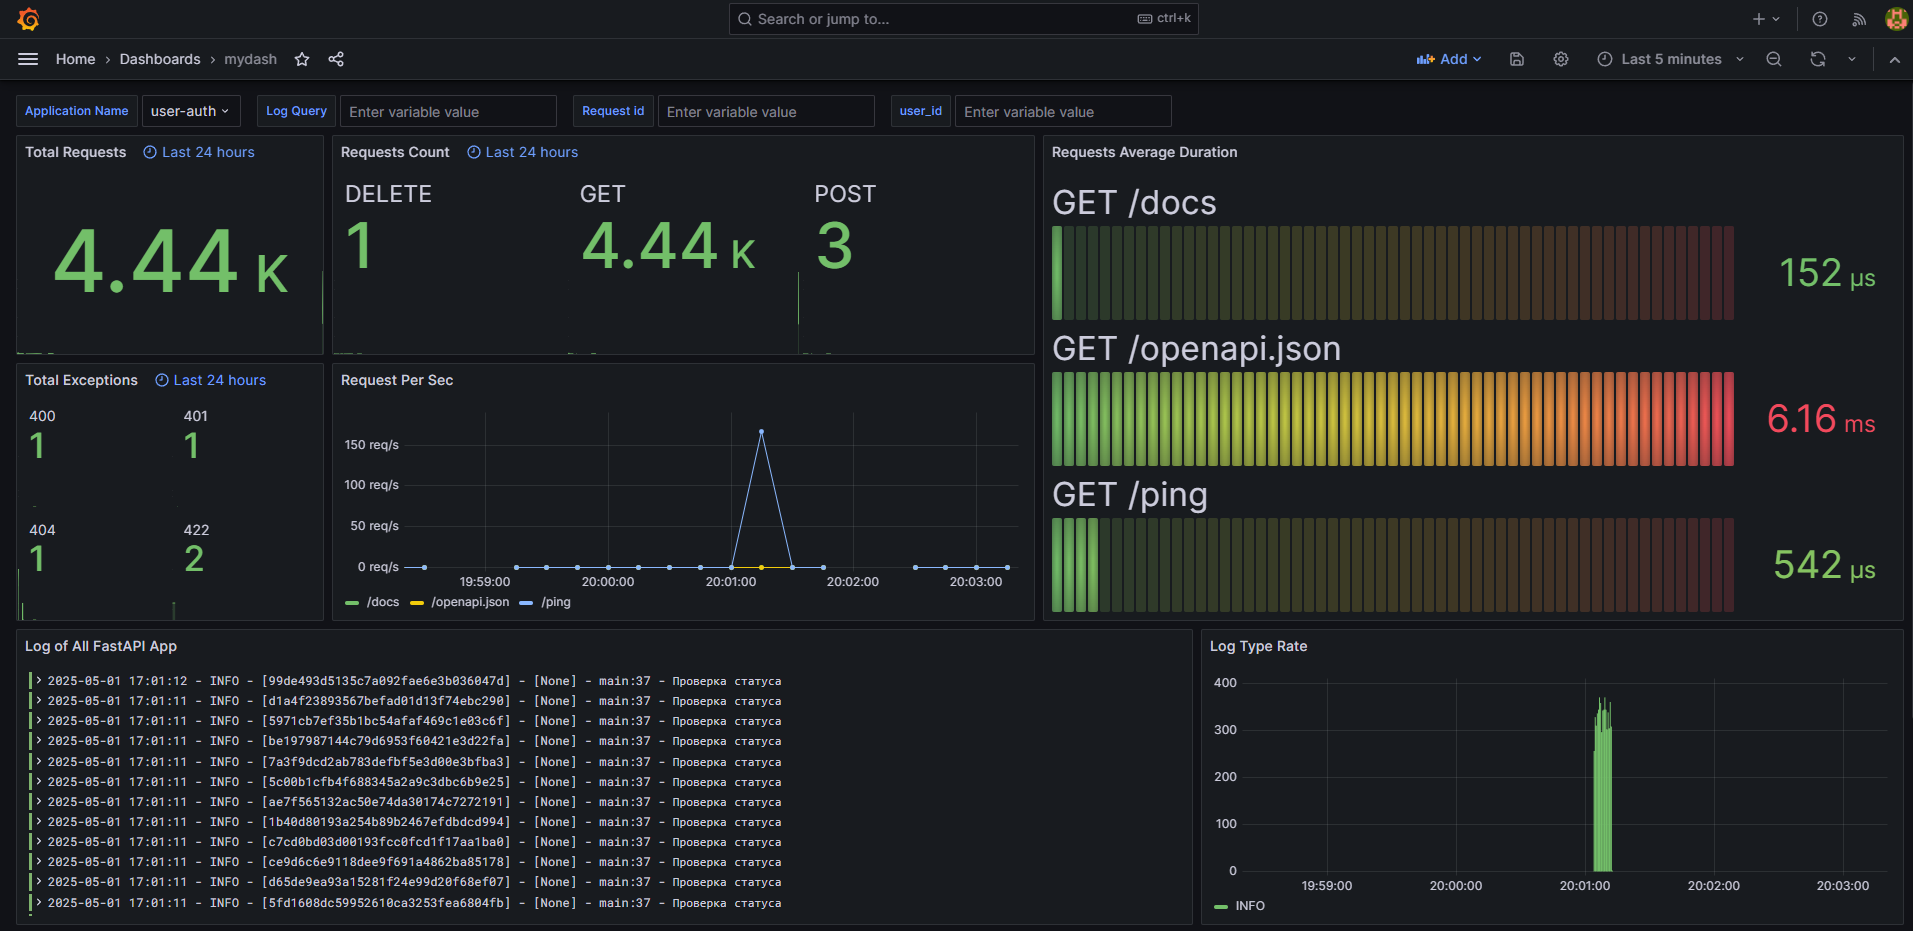 Search or jump to...
ctrl+k
Home › Dashboards › mydash
Add
Last 5 minutes
Application Name
user-auth
Log Query
Enter variable value
Request id
Enter variable value
user_id
Enter variable value
Total Requests
Last 24 hours
4.44 K
Requests Count
Last 24 hours
DELETE
1
GET
4.44 K
POST
3
Requests Average Duration
GET /docs
152 µs
GET /openapi.json
6.16 ms
GET /ping
542 µs
Total Exceptions
Last 24 hours
400
1
401
1
404
1
422
2
Request Per Sec
150 req/s
100 req/s
50 req/s
0 req/s
19:59:00
20:00:00
20:01:00
20:02:00
20:03:00
/docs
/openapi.json
/ping
Log of All FastAPI App
2025-05-01 17:01:12 - INFO - [99de493d5135c7a092fae6e3b036047d] - [None] - main:37 - Проверка статуса
2025-05-01 17:01:11 - INFO - [d1a4f23893567befad01d13f74ebc290] - [None] - main:37 - Проверка статуса
2025-05-01 17:01:11 - INFO - [5971cb7ef35b1bc54afaf469c1e03c6f] - [None] - main:37 - Проверка статуса
2025-05-01 17:01:11 - INFO - [be197987144c79d6953f60421e3d22fa] - [None] - main:37 - Проверка статуса
2025-05-01 17:01:11 - INFO - [7a3f9dcd2ab783defbf5e3d00e3bfba3] - [None] - main:37 - Проверка статуса
2025-05-01 17:01:11 - INFO - [5c00b1cfb4f688345a2a9c3dbc6b9e25] - [None] - main:37 - Проверка статуса
2025-05-01 17:01:11 - INFO - [ae7f565132ac50e74da30174c7272191] - [None] - main:37 - Проверка статуса
2025-05-01 17:01:11 - INFO - [1b40d80193a254b89b2467efdbdcd994] - [None] - main:37 - Проверка статуса
2025-05-01 17:01:11 - INFO - [c7cd0bd03d00193fcc0fcd1f17aa1ba0] - [None] - main:37 - Проверка статуса
2025-05-01 17:01:11 - INFO - [ce9d6c6e9118dee9f691a4862ba85178] - [None] - main:37 - Проверка статуса
2025-05-01 17:01:11 - INFO - [d65de9ea93a15281f24e99d20f68ef07] - [None] - main:37 - Проверка статуса
2025-05-01 17:01:11 - INFO - [5fd1608dc59952610ca3253fea6804fb] - [None] - main:37 - Проверка статуса
Log Type Rate
400
300
200
100
0
19:59:00
20:00:00
20:01:00
20:02:00
20:03:00
INFO